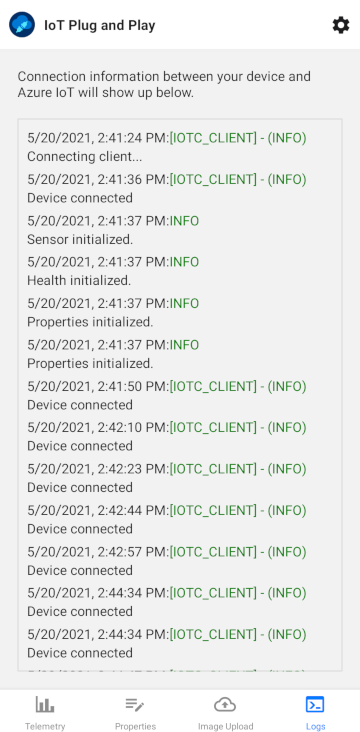 IoT Plug and Play
Connection information between your device and
Azure IoT will show up below.
5/20/2021, 2:41:24 PM:[IOTC_CLIENT] - (INFO)
Connecting client...
5/20/2021, 2:41:36 PM:[IOTC_CLIENT] - (INFO)
Device connected
5/20/2021, 2:41:37 PM:INFO
Sensor initialized.
5/20/2021, 2:41:37 PM:INFO
Health initialized.
5/20/2021, 2:41:37 PM:INFO
Properties initialized.
5/20/2021, 2:41:37 PM:INFO
Properties initialized.
5/20/2021, 2:41:50 PM:[IOTC_CLIENT] - (INFO)
Device connected
5/20/2021, 2:42:10 PM:[IOTC_CLIENT] - (INFO)
Device connected
5/20/2021, 2:42:23 PM:[IOTC_CLIENT] - (INFO)
Device connected
5/20/2021, 2:42:44 PM:[IOTC_CLIENT] - (INFO)
Device connected
5/20/2021, 2:42:57 PM:[IOTC_CLIENT] - (INFO)
Device connected
5/20/2021, 2:44:34 PM:[IOTC_CLIENT] - (INFO)
Device connected
5/20/2021, 2:44:34 PM:[IOTC_CLIENT] - (INFO)
Device connected
Telemetry
Properties
Image Upload
Logs